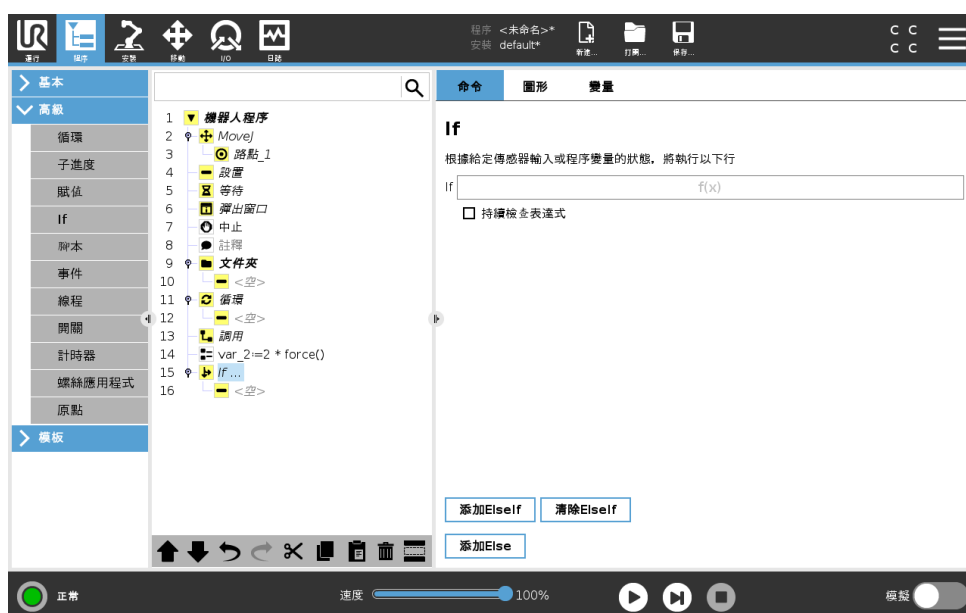 程序 <未命名>*
安裝 default*
運行 程序 安裝 移動 I/O 日誌 新建... 打開... 保存...
C C
C C
基本
高級
循環
子進度
賦值
If
腳本
事件
線程
開關
計時器
螺絲應用程式
原點
模板
1 機器人程序
2 MoveJ
3 路點_1
4 設置
5 等待
6 彈出窗口
7 中止
8 註釋
9 文件夾
10 <空>
11 循環
12 <空>
13 調用
14 var_2:=2 * force()
15 If ...
16 <空>
命令 圖形 變量
If
根據給定傳感器輸入或程序變量的狀態，將執行以下行
If f(x)
持續檢查表達式
添加ElseIf 清除ElseIf
添加Else
正常 速度 100% 模擬